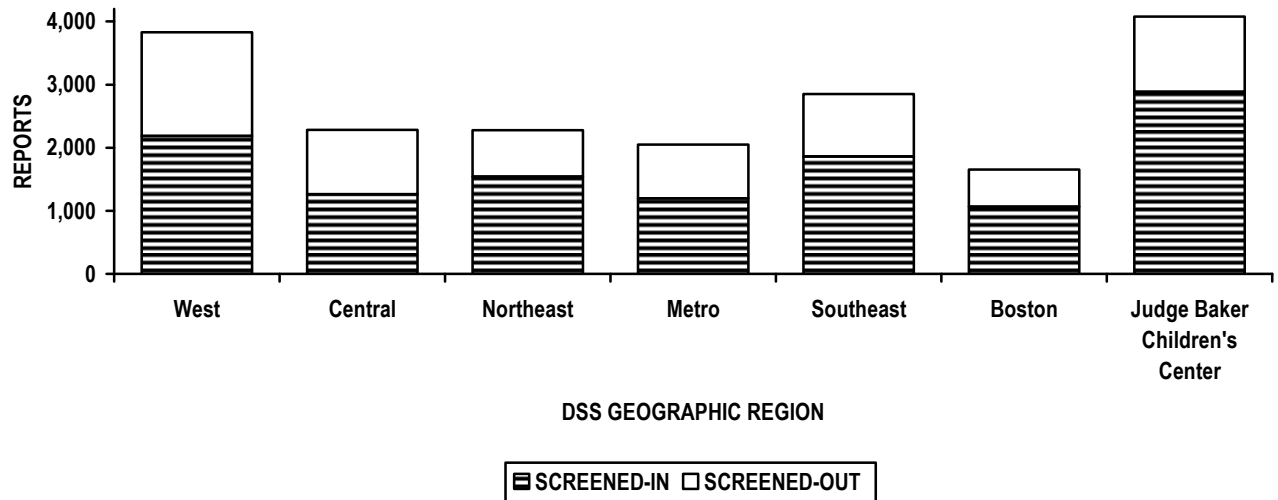 4,000
3,000
2,000
1,000
0
REPORTS
West
Central
Northeast
Metro
Southeast
Boston
Judge Baker
Children's
Center
DSS GEOGRAPHIC REGION
SCREENED-IN SCREENED-OUT